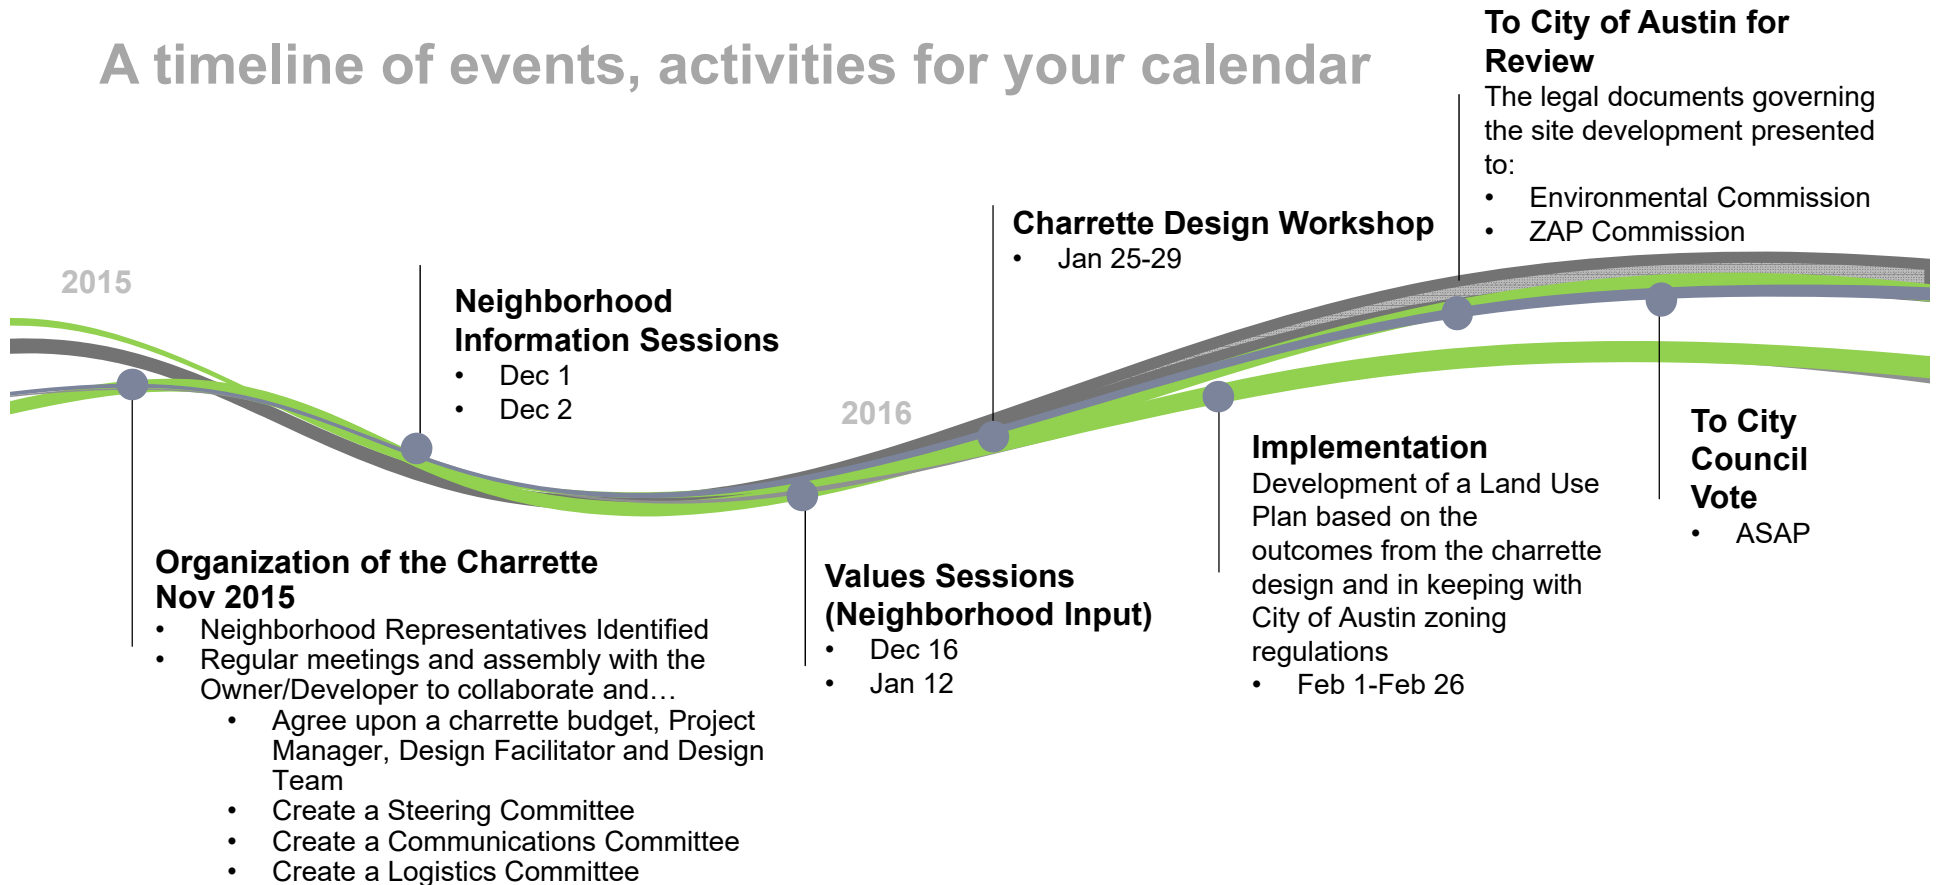 A timeline of events, activities for your calendar
2015
Organization of the Charrette
Nov 2015
• Neighborhood Representatives Identified
• Regular meetings and assembly with the
Owner/Developer to collaborate and…
• Agree upon a charrette budget, Project
Manager, Design Facilitator and Design
Team
• Create a Steering Committee
• Create a Communications Committee
• Create a Logistics Committee
Neighborhood
Information Sessions
• Dec 1
• Dec 2
2016
Values Sessions
(Neighborhood Input)
• Dec 16
• Jan 12
Charrette Design Workshop
• Jan 25-29
Implementation
Development of a Land Use
Plan based on the
outcomes from the charrette
design and in keeping with
City of Austin zoning
regulations
• Feb 1-Feb 26
To City of Austin for
Review
The legal documents governing
the site development presented
to:
• Environmental Commission
• ZAP Commission
To City
Council
Vote
• ASAP